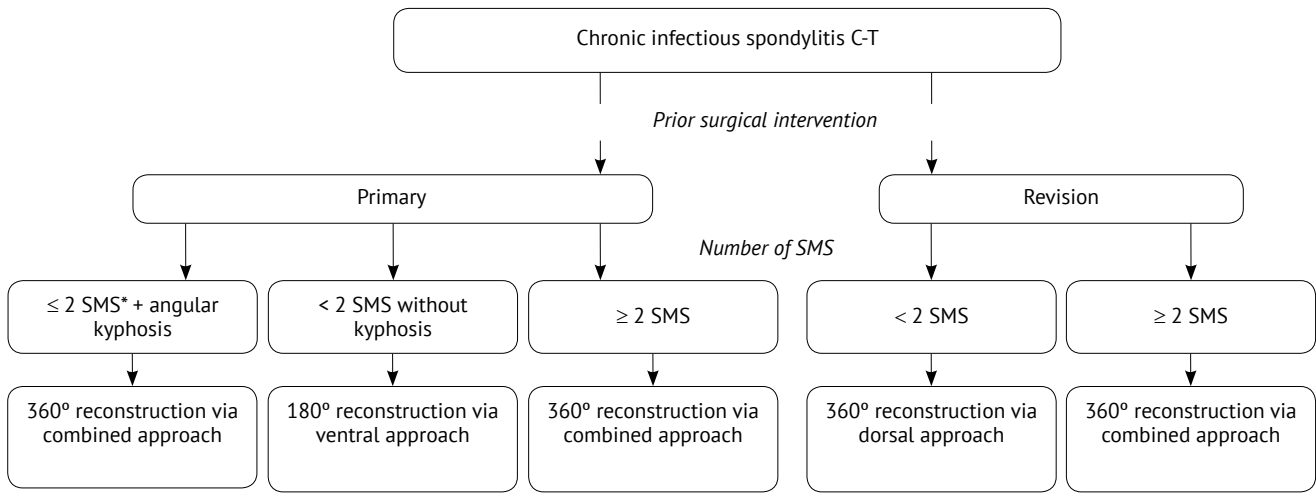 Chronic infectious spondylitis C-T
Prior surgical intervention
Primary
Revision
Number of SMS
≤ 2 SMS* + angular
kyphosis
< 2 SMS without
kyphosis
≥ 2 SMS
< 2 SMS
≥ 2 SMS
360º reconstruction via
combined approach
180º reconstruction via
ventral approach
360º reconstruction via
combined approach
360º reconstruction via
dorsal approach
360º reconstruction via
combined approach